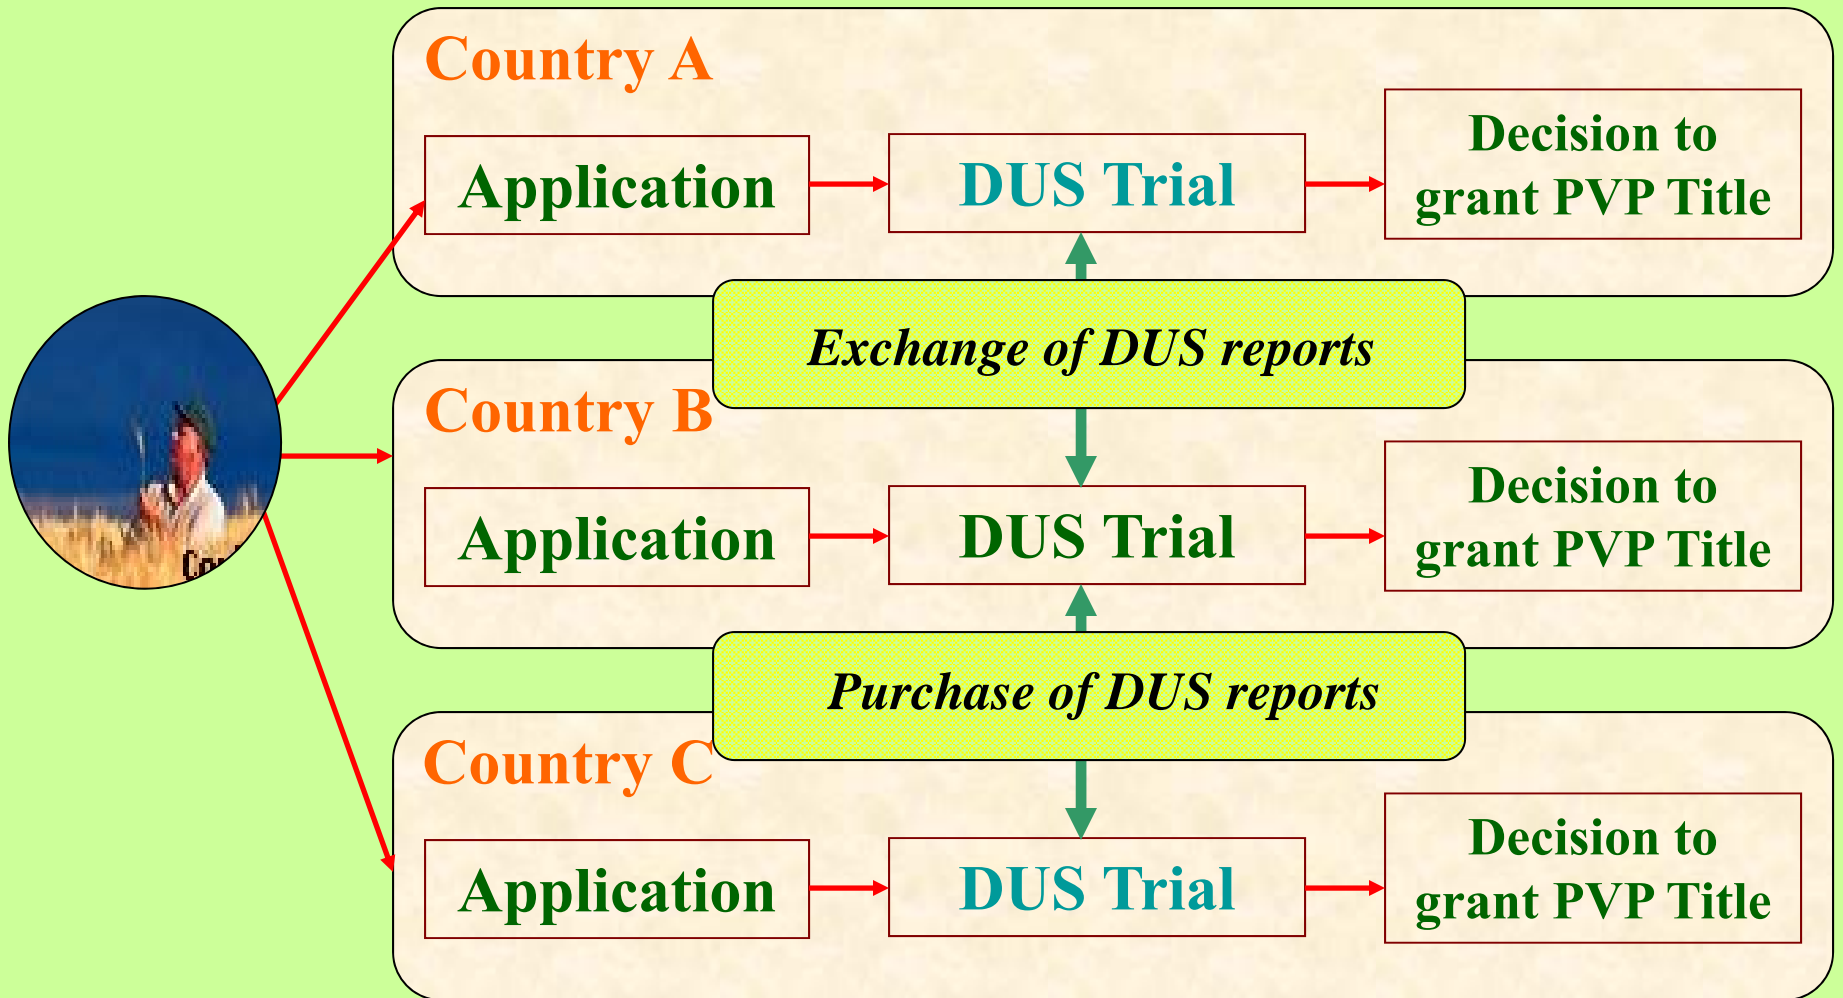 Country A
Application
DUS Trial
Decision to
grant PVP Title
Exchange of DUS reports
Country B
Application
DUS Trial
Decision to
grant PVP Title
Purchase of DUS reports
Country C
Application
DUS Trial
Decision to
grant PVP Title